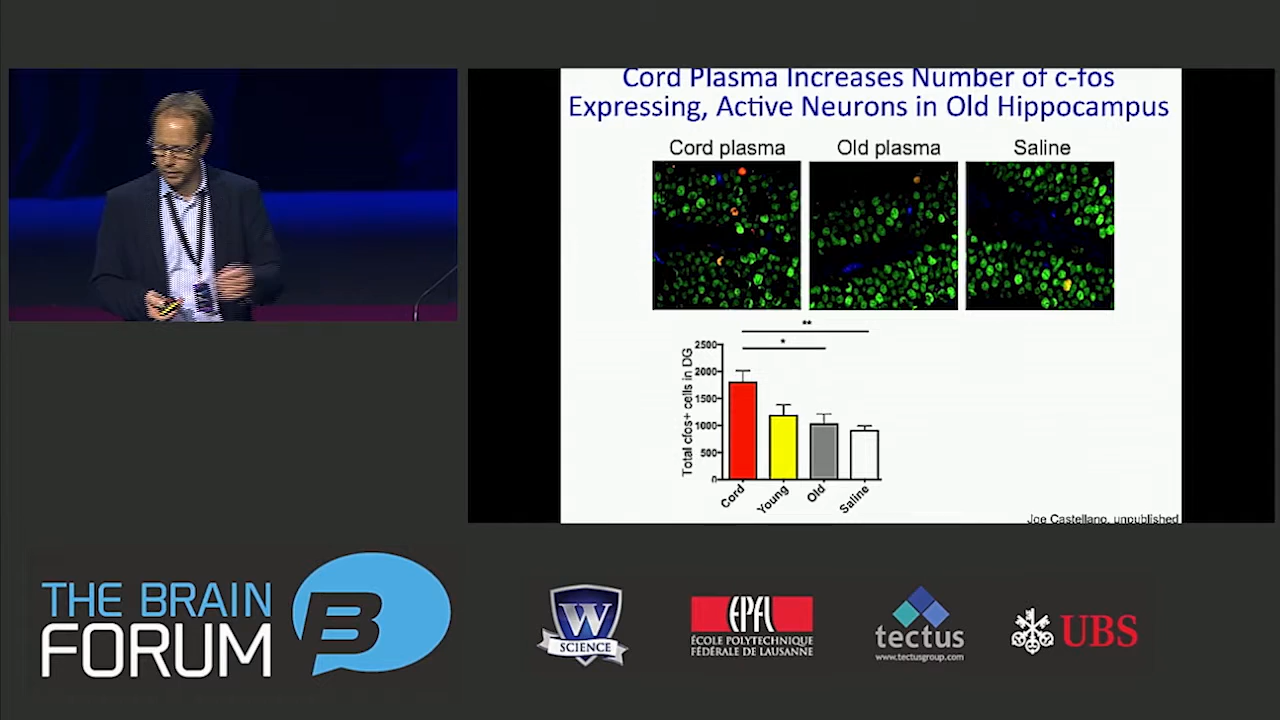 Cord Plasma Increases Number of c-fos
Expressing, Active Neurons in Old Hippocampus
Cord plasma
Old plasma
Saline
**
*
Total cfos+ cells in DG
2500
2000
1500
1000
500
0
Cord
Young
Old
Saline
Joe Castellano, unpublished
THE BRAIN
FORUM
B
W
SCIENCE
EPFL
ÉCOLE POLYTECHNIQUE
FÉDÉRALE DE LAUSANNE
tectus
www.tectusgroup.com
UBS